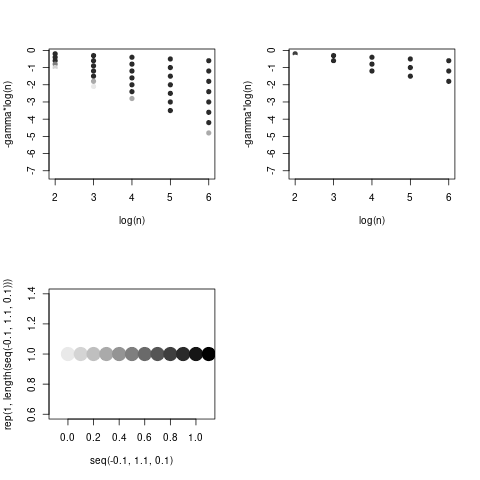 0
-1
-2
-3
-4
-5
-6
-7
-gamma*log(n)
2 3 4 5 6
log(n)
0
-1
-2
-3
-4
-5
-6
-7
-gamma*log(n)
2 3 4 5 6
log(n)
1.4
1.2
1.0
0.8
0.6
rep(1, length(seq(-0.1, 1.1, 0.1)))
0.0 0.2 0.4 0.6 0.8 1.0
seq(-0.1, 1.1, 0.1)